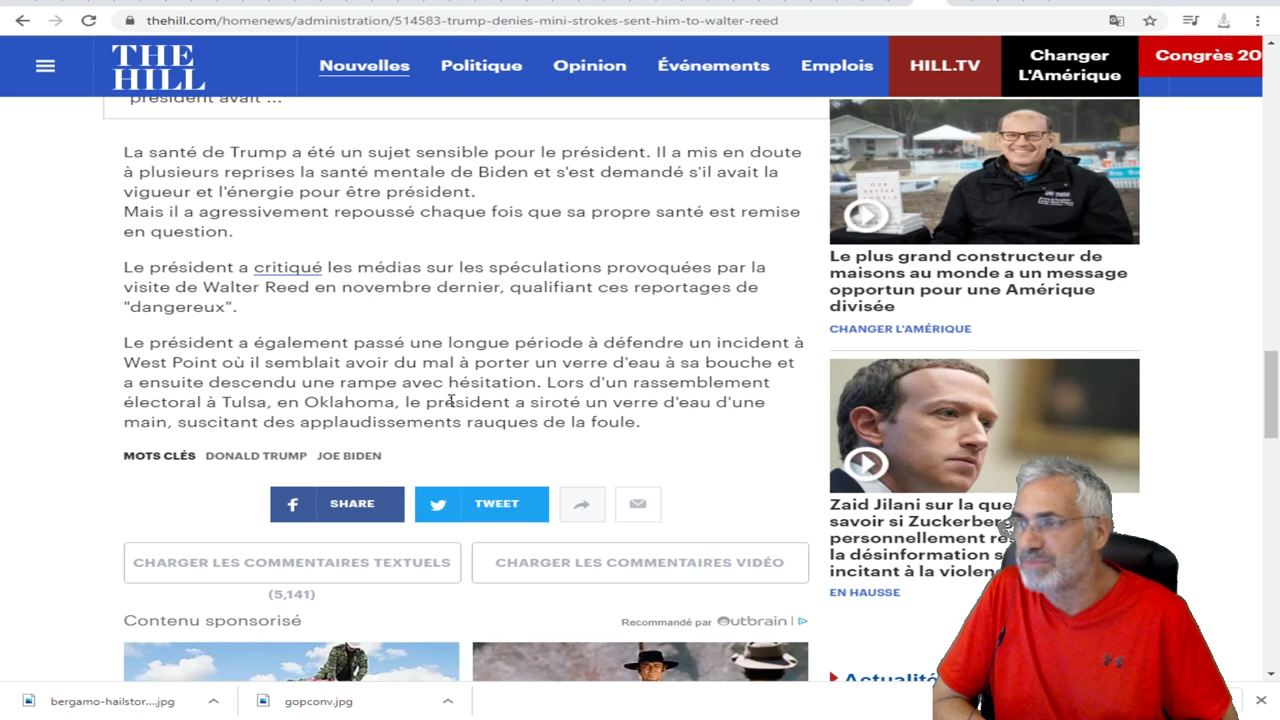 thehill.com/homenews/administration/514583-trump-denies-mini-strokes-sent-him-to-walter-reed
THE HILL
Nouvelles Politique Opinion Événements Emplois HILL.TV Changer L'Amérique Congrès 20
président avait ...
La santé de Trump a été un sujet sensible pour le président. Il a mis en doute
à plusieurs reprises la santé mentale de Biden et s'est demandé s'il avait la
vigueur et l'énergie pour être président.
Mais il a agressivement repoussé chaque fois que sa propre santé est remise
en question.
Le président a critiqué les médias sur les spéculations provoquées par la
visite de Walter Reed en novembre dernier, qualifiant ces reportages de
"dangereux".
Le président a également passé une longue période à défendre un incident à
West Point où il semblait avoir du mal à porter un verre d'eau à sa bouche et
a ensuite descendu une rampe avec hésitation. Lors d'un rassemblement
électoral à Tulsa, en Oklahoma, le président a siroté un verre d'eau d'une
main, suscitant des applaudissements rauques de la foule.
MOTS CLÉS DONALD TRUMP JOE BIDEN
SHARE TWEET
CHARGER LES COMMENTAIRES TEXTUELS
(5,141)
CHARGER LES COMMENTAIRES VIDÉO
Contenu sponsorisé
Recommandé par Outbrain
Le plus grand constructeur de
maisons au monde a un message
opportun pour une Amérique
divisée
CHANGER L'AMÉRIQUE
Zaid Jilani sur la que
savoir si Zuckerber
personnellement re
la désinformation s
incitant à la violen
EN HAUSSE
Actualité
bergamo-hailstor....jpg
gopconv.jpg